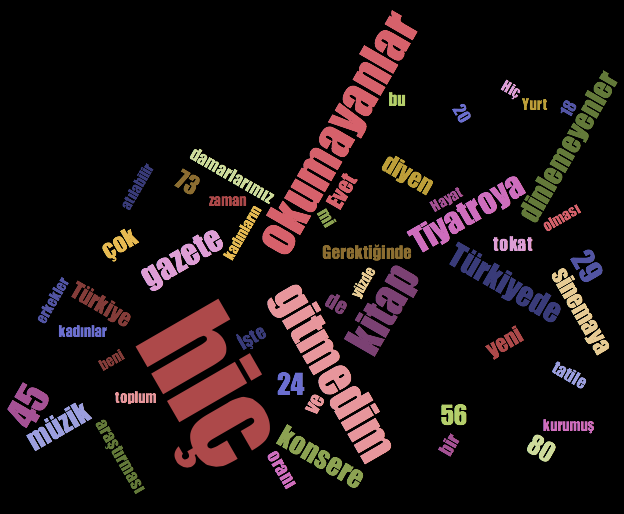 okumayanlar
bu
Hiç
Yurt
20
18
dinlemeyenler
damarlarımız
atılabilir
73
zaman
kadınların
mi
Evet
diyen
Hayat
Tiyatroya
olması
çok
gazete
Gerektiğinde
tokat
yüzde
kitap
Türkiyede
29
sinemaya
erkekler
Türkiye
kadınlar
beni
hiç
İşte
gitmedim
de
yeni
tatile
toplum
24
ve
45
müzik
araştırması
oranı
konsere
56
bir
kurumuş
80